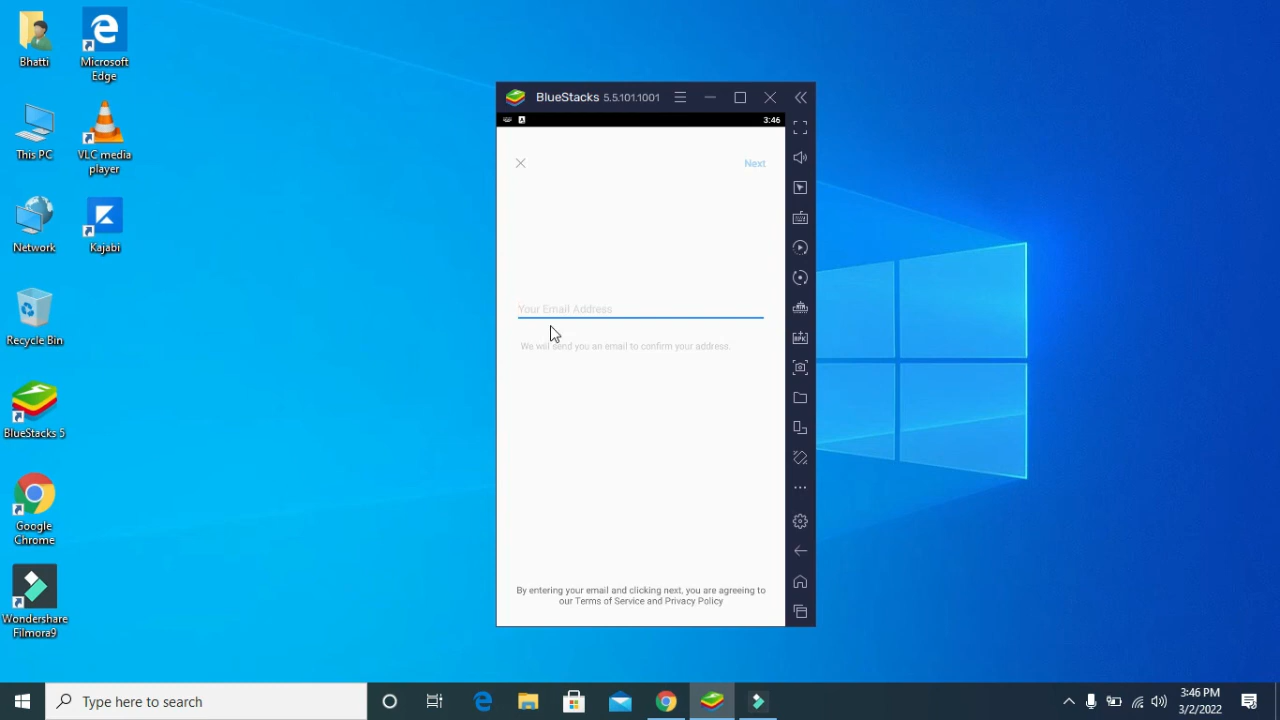 Bhatti
Microsoft
Edge
This PC
VLC media
player
Network
Kajabi
Recycle Bin
BlueStacks 5
Google
Chrome
Wondershare
Filmora9
BlueStacks 5.5.101.1001
3:46
Next
Your Email Address
We will send you an email to confirm your address.
By entering your email and clicking next, you are agreeing to
our Terms of Service and Privacy Policy
Type here to search
3:46 PM
3/2/2022